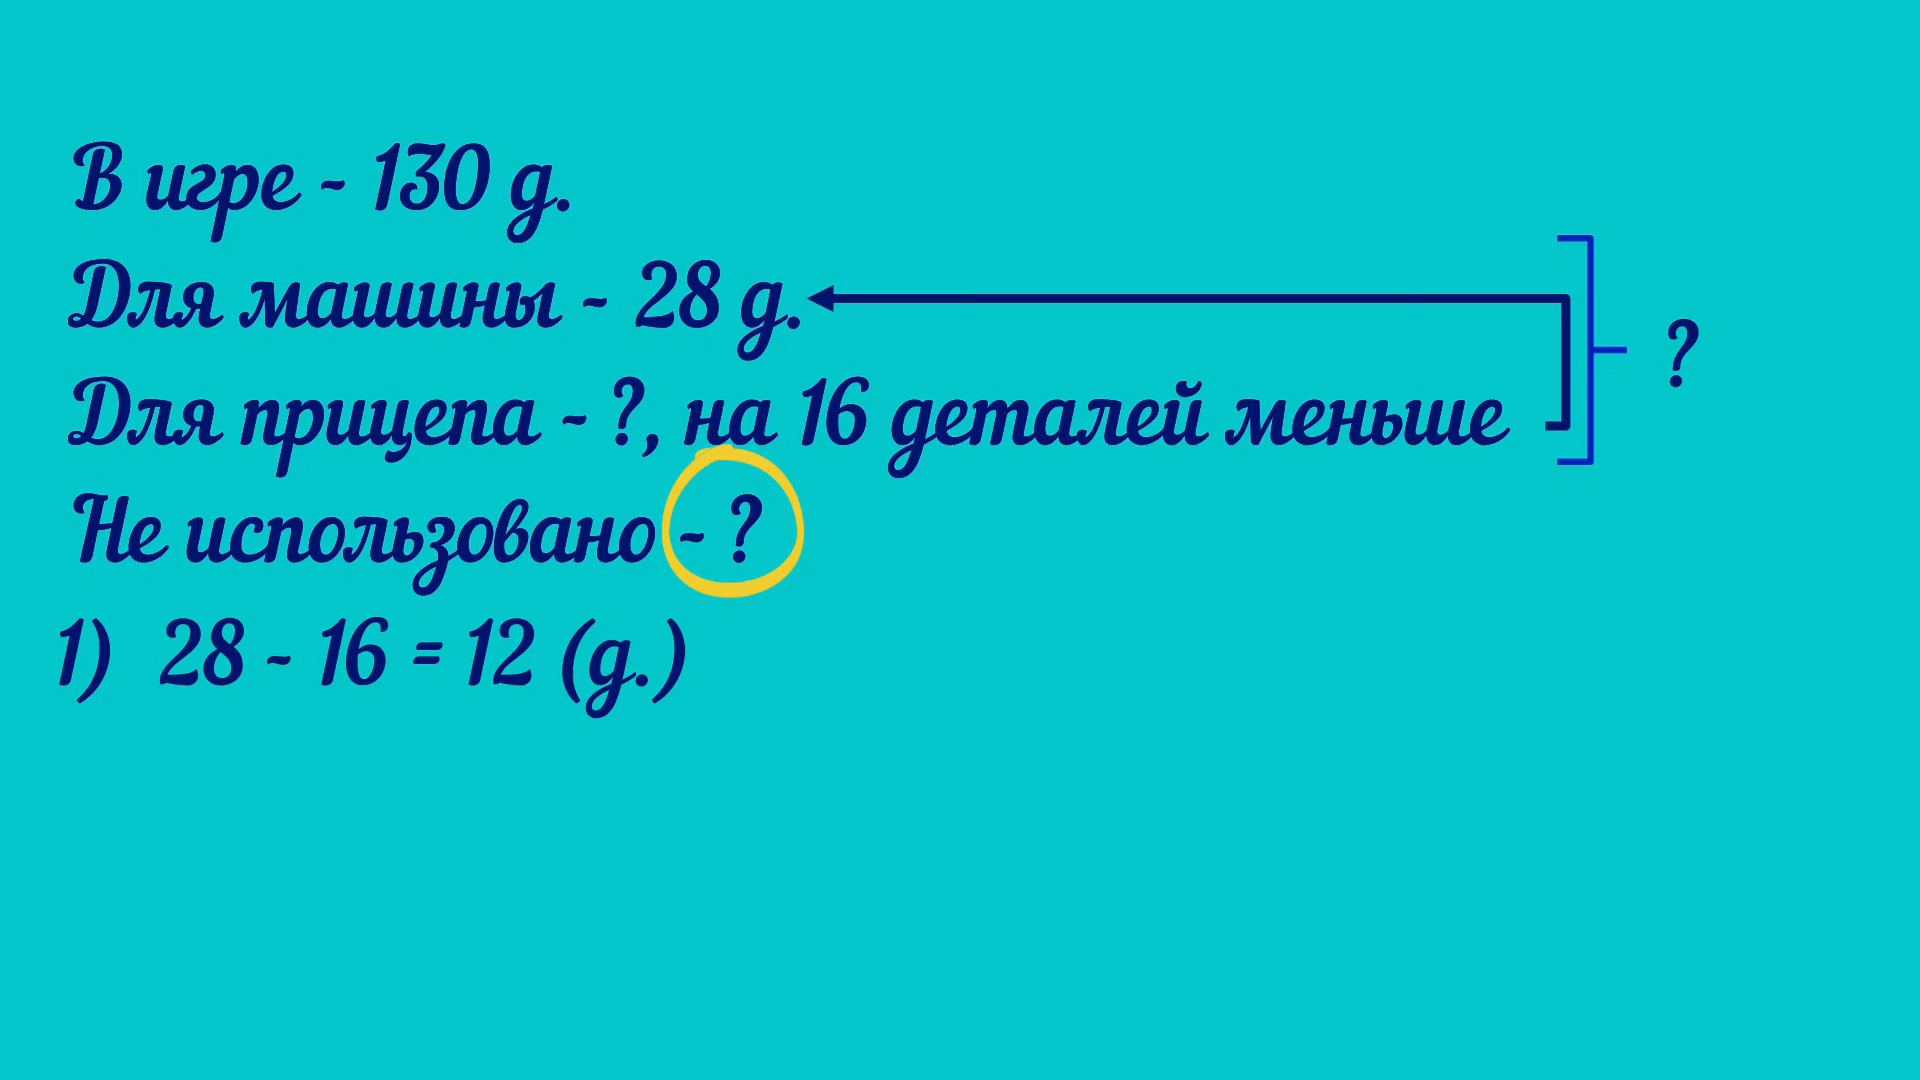 В игре - 130 д.
Для машины - 28 д.
?
Для прицепа - ?, на 16 деталей меньше
Не использовано - ?
1) 28 - 16 = 12 (д.)